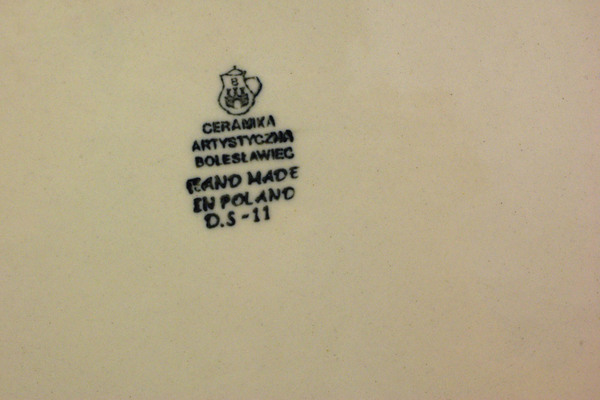 B
CERAMIKA
ARTYSTYCZNA
BOLESŁAWIEC
HAND MADE
IN POLAND
D.S-11